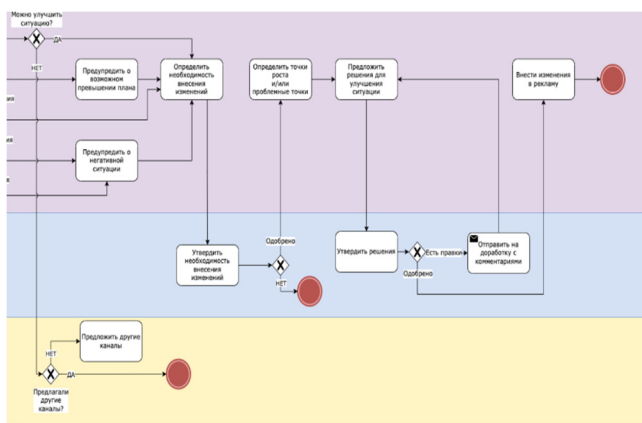 Можно улучшить
ситуацию?
ДА
НЕТ
Предупредить о
возможном
превышении плана
Определить
необходимость
внесения
изменений
Определить точки
роста
и/или
проблемные точки
Предложить
решения для
улучшения
ситуации
Внести изменения
в рекламу
ия
ия
Предупредить о
негативной
ситуации
я
Утвердить
необходимость
внесения
изменений
Одобрено
НЕТ
Утвердить решения
Есть правки
Одобрено
Отправить на
доработку с
комментариями
Предложить другие
каналы
НЕТ
ДА
Предлагали
другие
каналы?